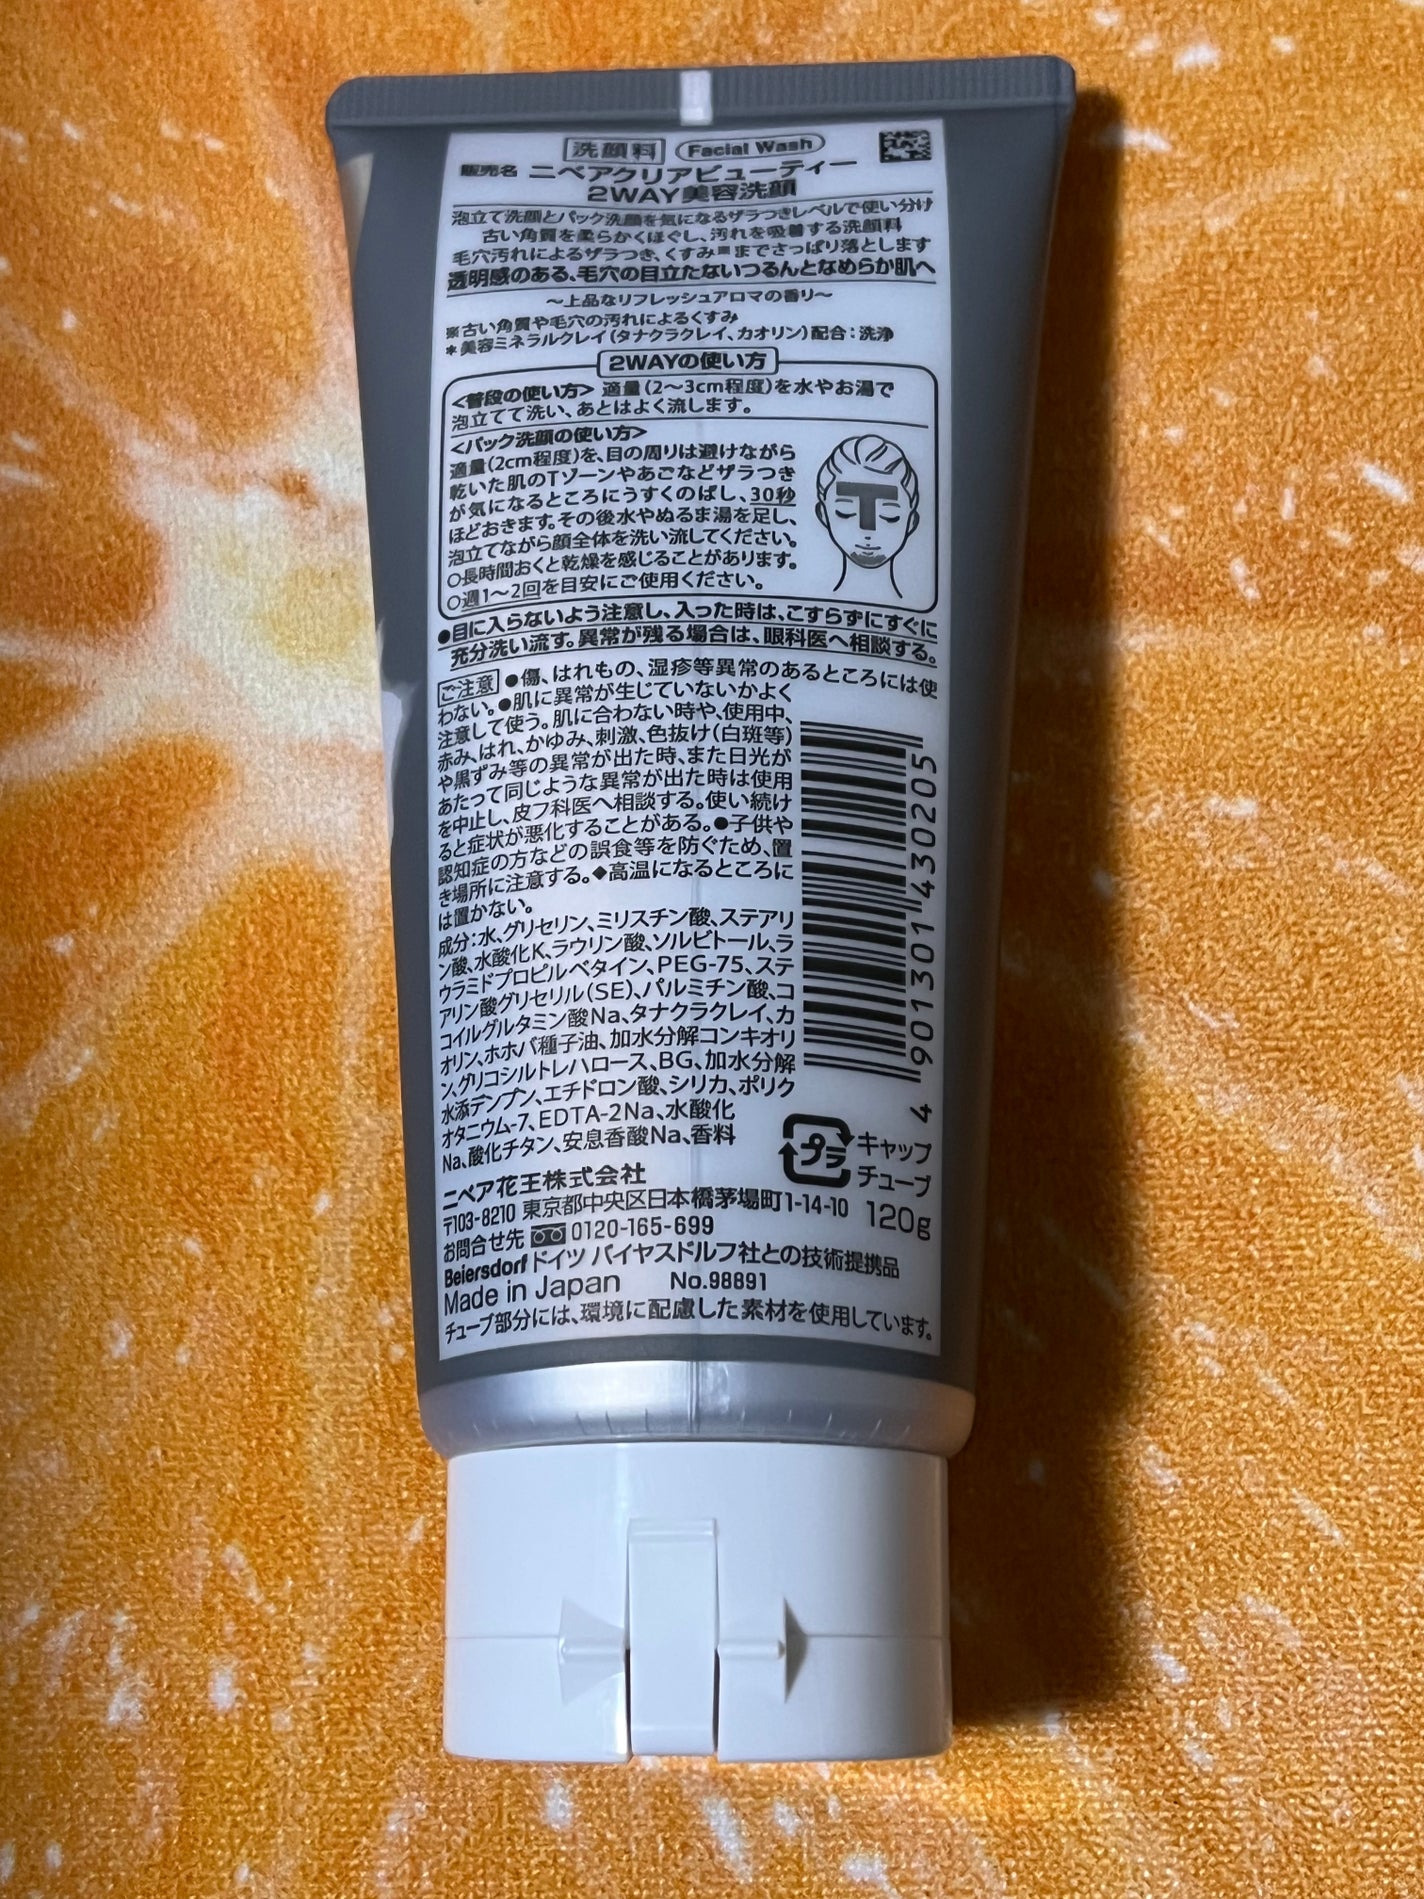 洗顔料 Facial Wash
販売名 ニベアクリアビューティー
2WAY美容洗顔
泡立て洗顔とパック洗顔を気になるザラつきレベルで使い分け
古い角質を柔らかくほぐし、汚れを吸着する洗顔料
毛穴汚れによるザラつき、くすみ※までさっぱり落とします
透明感のある、毛穴の目立たないつるんとなめらか肌へ
〜上品なリフレッシュアロマの香り〜
※古い角質や毛穴の汚れによるくすみ
*美容ミネラルクレイ(タナクラクレイ、カオリン)配合:洗浄
2WAYの使い方
<普段の使い方> 適量(2〜3cm程度)を水やお湯で
泡立てて洗い、あとはよく流します。
<パック洗顔の使い方>
適量(2cm程度)を、目の周りは避けながら
乾いた肌のTゾーンやあごなどザラつき
が気になるところにうすくのばし、30秒
ほどおきます。その後水やぬるま湯を足し、
泡立てながら顔全体を洗い流してください。
○長時間おくと乾燥を感じることがあります。
○週1〜2回を目安にご使用ください。
T
●目に入らないよう注意し、入った時は、こすらずにすぐに
充分洗い流す。異常が残る場合は、眼科医へ相談する。
ご注意 ●傷、はれもの、湿疹等異常のあるところには使
わない。●肌に異常が生じていないかよく
注意して使う。肌に合わない時や、使用中、
赤み、はれ、かゆみ、刺激、色抜け(白斑等)
や黒ずみ等の異常が出た時、また日光が
あたって同じような異常が出た時は使用
を中止し、皮フ科医へ相談する。使い続け
ると症状が悪化することがある。●子供や
認知症の方などの誤食等を防ぐため、置
き場所に注意する。◆高温になるところに
は置かない。
成分:水、グリセリン、ミリスチン酸、ステアリ
ン酸、水酸化K、ラウリン酸、ソルビトール、ラ
ウラミドプロピルベタイン、PEG-75、ステ
アリン酸グリセリル(SE)、パルミチン酸、コ
コイルグルタミン酸Na、タナクラクレイ、カ
オリン、ホホバ種子油、加水分解コンキオリ
ン、グリコシルトレハロース、BG、加水分解
水添デンプン、エチドロン酸、シリカ、ポリク
オタニウム-7、EDTA-2Na、水酸化
Na、酸化チタン、安息香酸Na、香料
4 901301 430205
プラ キャップ
チューブ
ニベア花王株式会社
〒103-8210 東京都中央区日本橋茅場町1-14-10 120g
お問合せ先 0120-165-699
Beiersdorf ドイツ バイヤスドルフ社との技術提携品
Made in Japan No.98891
チューブ部分には、環境に配慮した素材を使用しています。